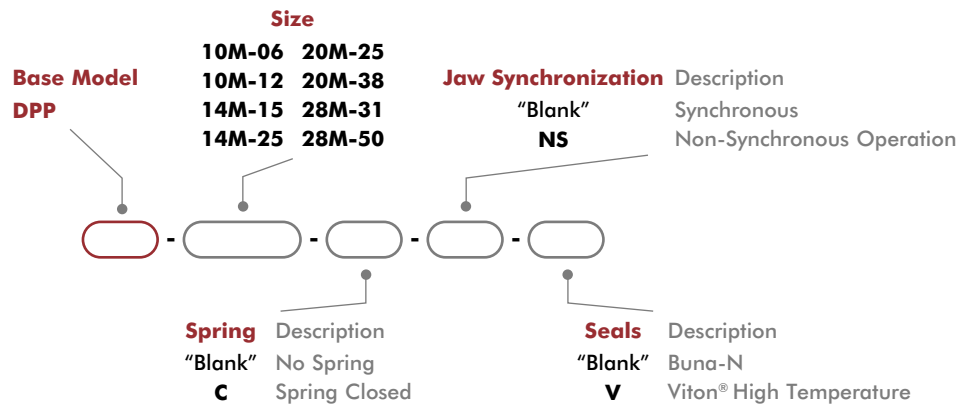 Size
10M-06 20M-25
10M-12 20M-38
14M-15 28M-31
14M-25 28M-50
Base Model
DPP
Jaw Synchronization Description
“Blank” Synchronous
NS Non-Synchronous Operation
- - - -
Spring Description
“Blank” No Spring
C Spring Closed
Seals Description
“Blank” Buna-N
V Viton® High Temperature